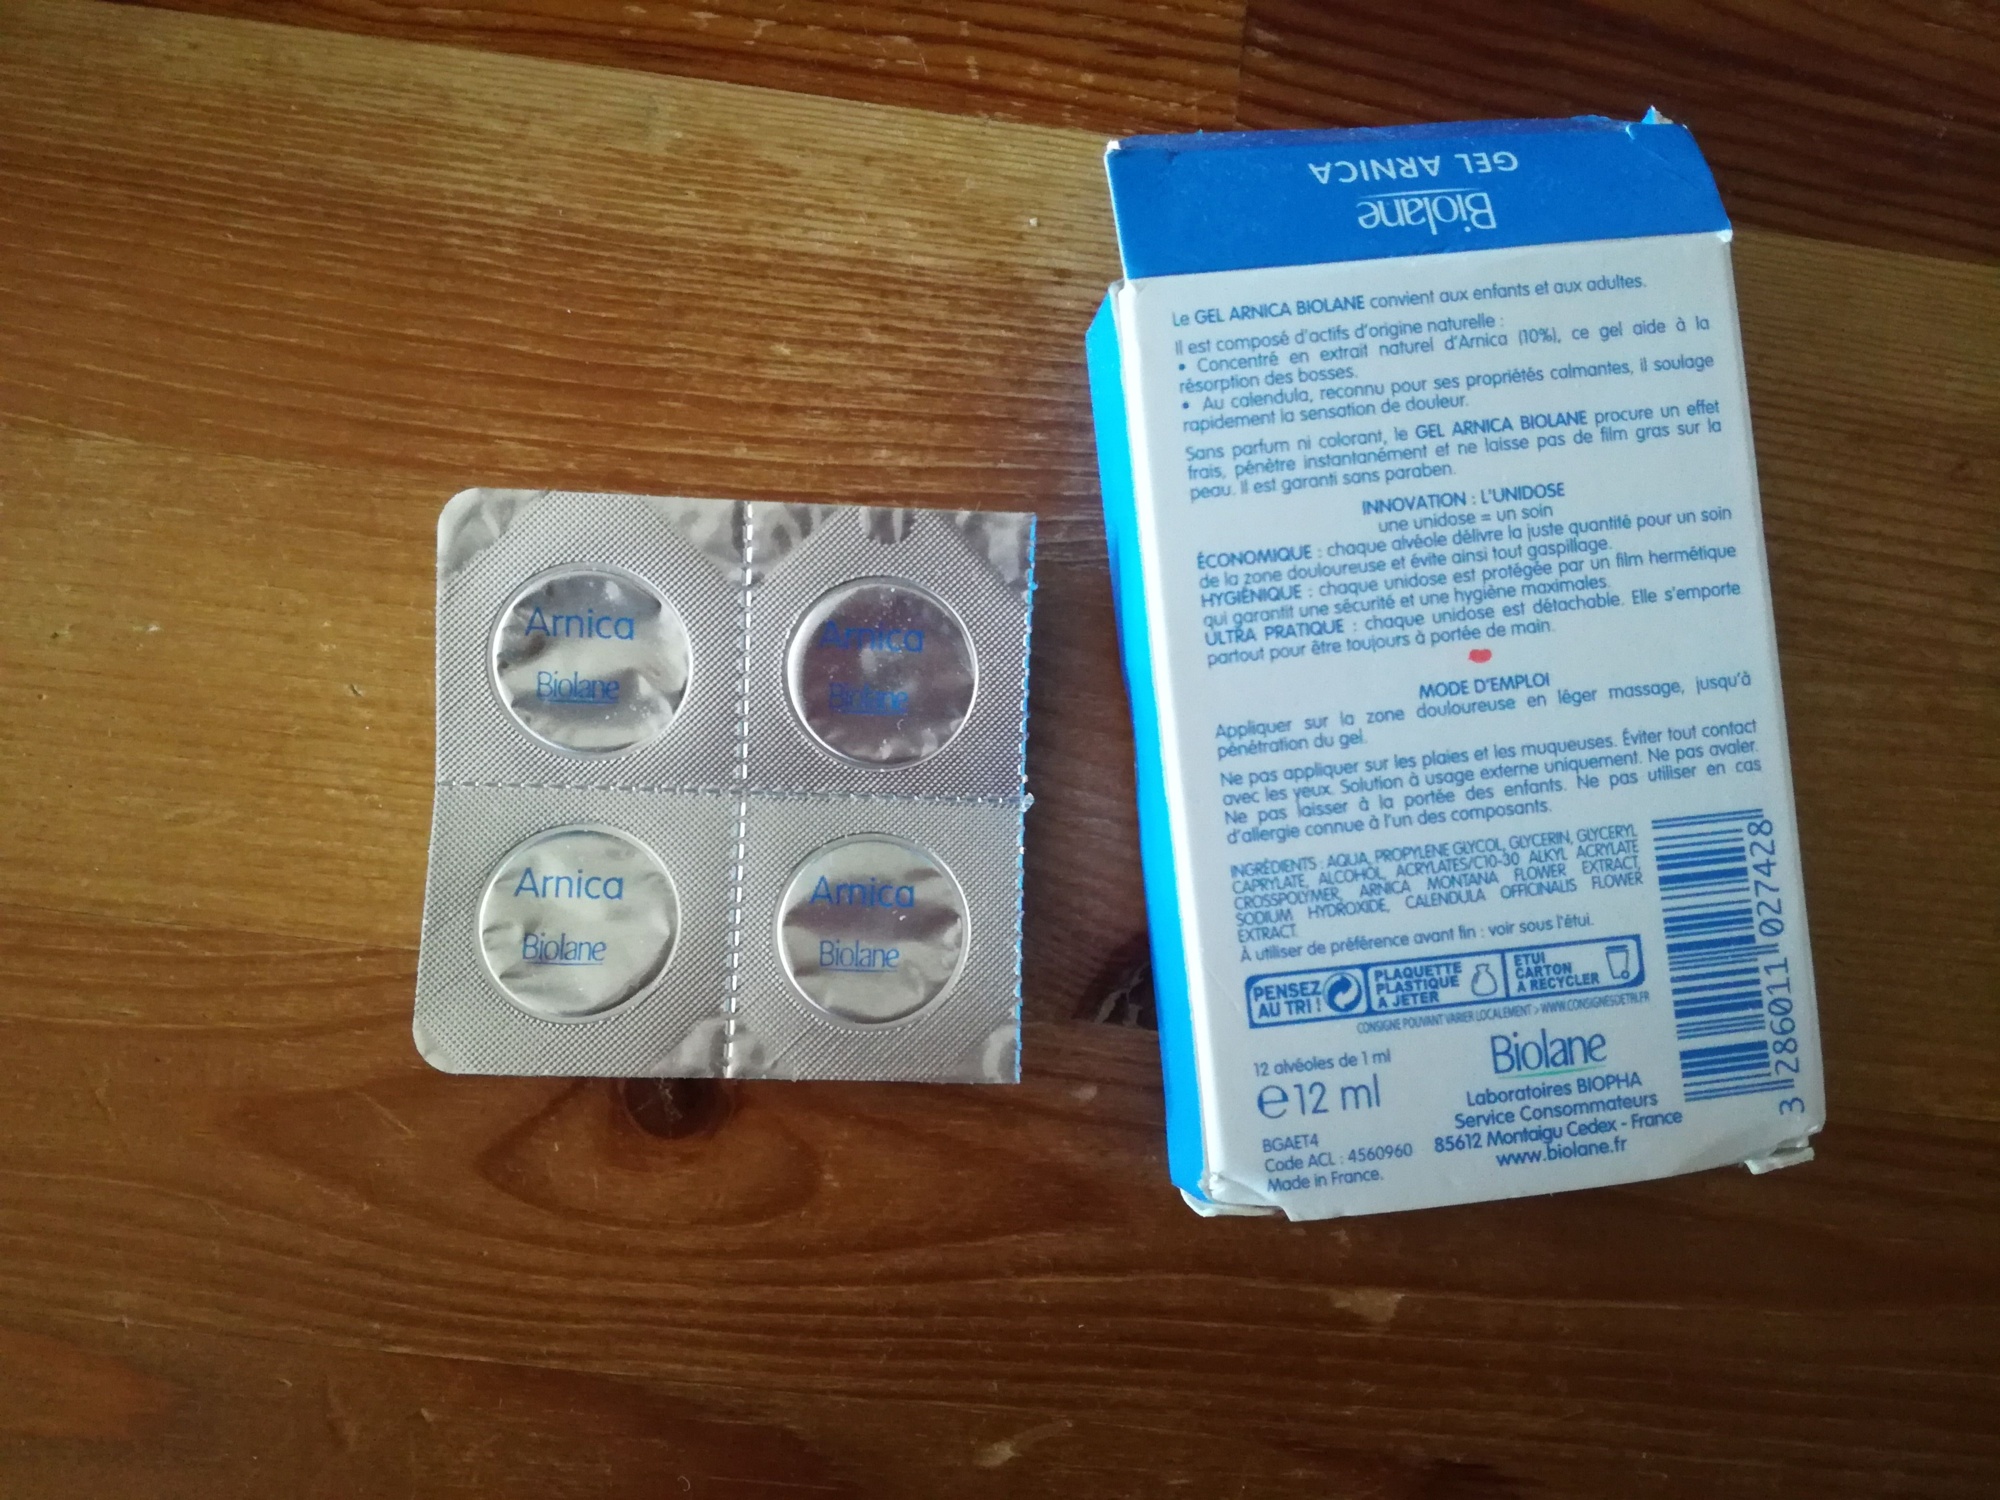 Arnica
Biolane
Arnica
Biolane
Arnica
Biolane
Arnica
Biolane
GEL ARNICA
Biolane
Le GEL ARNICA BIOLANE convient aux enfants et aux adultes.
Il est composé d'actifs d'origine naturelle :
• Concentré en extrait naturel d'Arnica (10%), ce gel aide à la
résorption des bosses.
• Au calendula, reconnu pour ses propriétés calmantes, il soulage
rapidement la sensation de douleur.
Sans parfum ni colorant, le GEL ARNICA BIOLANE procure un effet
frais, pénètre instantanément et ne laisse pas de film gras sur la
peau. Il est garanti sans paraben.
INNOVATION : L'UNIDOSE
une unidose = un soin
ÉCONOMIQUE : chaque alvéole délivre la juste quantité pour un soin
de la zone douloureuse et évite ainsi tout gaspillage.
HYGIÉNIQUE : chaque unidose est protégée par un film hermétique
qui garantit une sécurité et une hygiène maximales.
ULTRA PRATIQUE : chaque unidose est détachable. Elle s'emporte
partout pour être toujours à portée de main.
MODE D'EMPLOI
Appliquer sur la zone douloureuse en léger massage, jusqu'à
pénétration du gel.
Ne pas appliquer sur les plaies et les muqueuses. Éviter tout contact
avec les yeux. Solution à usage externe uniquement. Ne pas avaler.
Ne pas laisser à la portée des enfants. Ne pas utiliser en cas
d'allergie connue à l'un des composants.
INGRÉDIENTS : AQUA, PROPYLENE GLYCOL, GLYCERIN, GLYCERYL
CAPRYLATE, ALCOHOL, ACRYLATES/C10-30 ALKYL ACRYLATE
CROSSPOLYMER, ARNICA MONTANA FLOWER EXTRACT,
SODIUM HYDROXIDE, CALENDULA OFFICINALIS FLOWER
EXTRACT.
À utiliser de préférence avant fin : voir sous l'étui.
PENSEZ
AU TRI !
PLAQUETTE
PLASTIQUE
À JETER
ETUI
CARTON
À RECYCLER
CONSIGNE POUVANT VARIER LOCALEMENT > WWW.CONSIGNESDETRI.FR
12 alvéoles de 1 ml
e12 ml
BGAET4
Code ACL : 4560960
Made in France.
Biolane
Laboratoires BIOPHA
Service Consommateurs
85612 Montaigu Cedex - France
www.biolane.fr
3 286011 027428